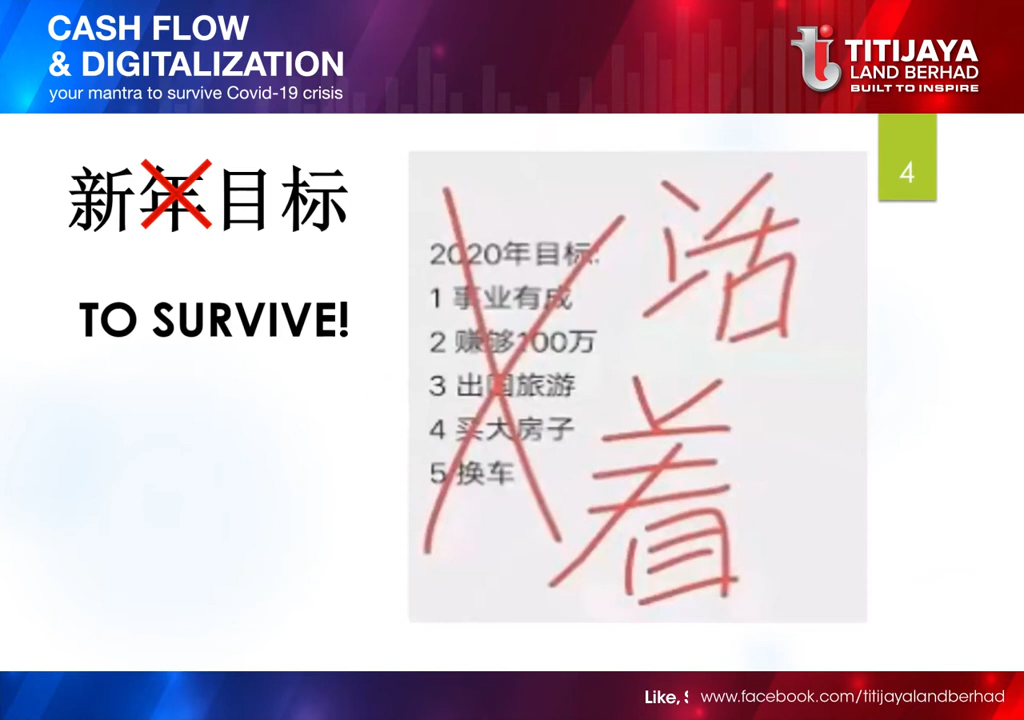 CASH FLOW
& DIGITALIZATION
your mantra to survive Covid-19 crisis
TITIJAYA
LAND BERHAD
BUILT TO INSPIRE
4
新年目标
TO SURVIVE!
2020年目标:
1 事业有成
2 赚够100万
3 出国旅游
4 买大房子
5 换车
活
着
Like, S
www.facebook.com/titijayalandberhad